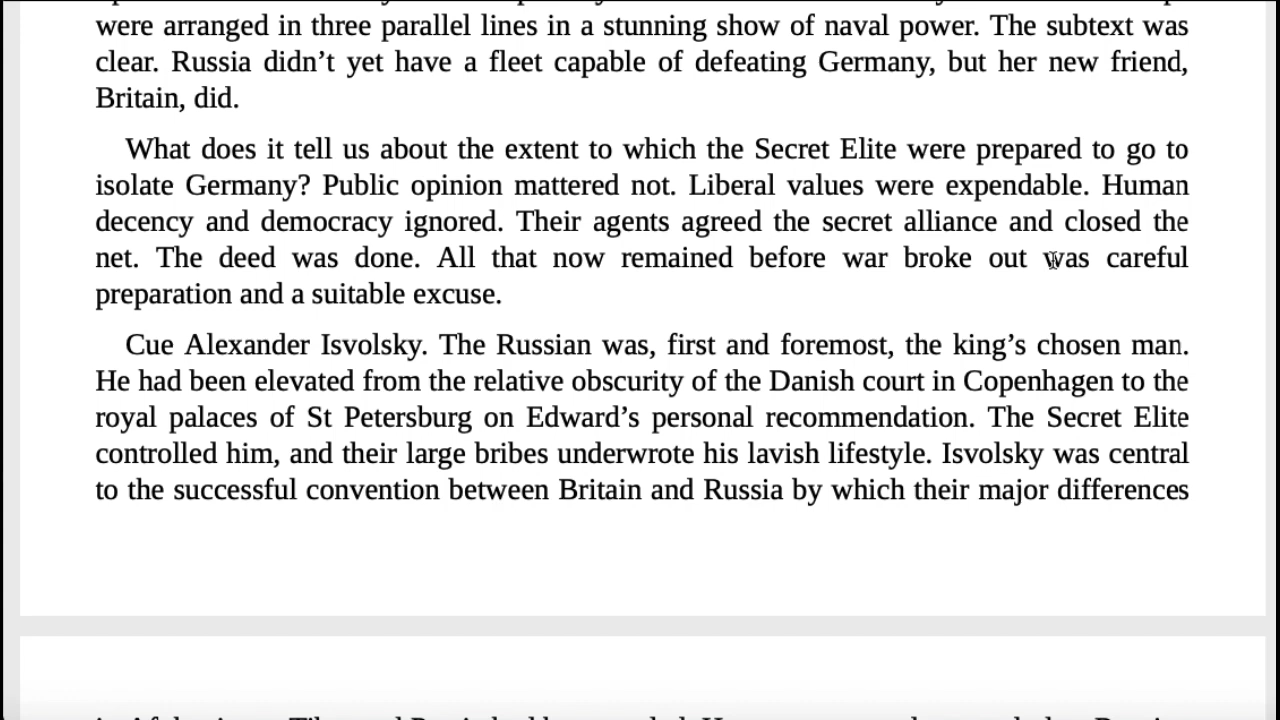 were arranged in three parallel lines in a stunning show of naval power. The subtext was
clear. Russia didn’t yet have a fleet capable of defeating Germany, but her new friend,
Britain, did.
What does it tell us about the extent to which the Secret Elite were prepared to go to
isolate Germany? Public opinion mattered not. Liberal values were expendable. Human
decency and democracy ignored. Their agents agreed the secret alliance and closed the
net. The deed was done. All that now remained before war broke out was careful
preparation and a suitable excuse.
Cue Alexander Isvolsky. The Russian was, first and foremost, the king’s chosen man.
He had been elevated from the relative obscurity of the Danish court in Copenhagen to the
royal palaces of St Petersburg on Edward’s personal recommendation. The Secret Elite
controlled him, and their large bribes underwrote his lavish lifestyle. Isvolsky was central
to the successful convention between Britain and Russia by which their major differences